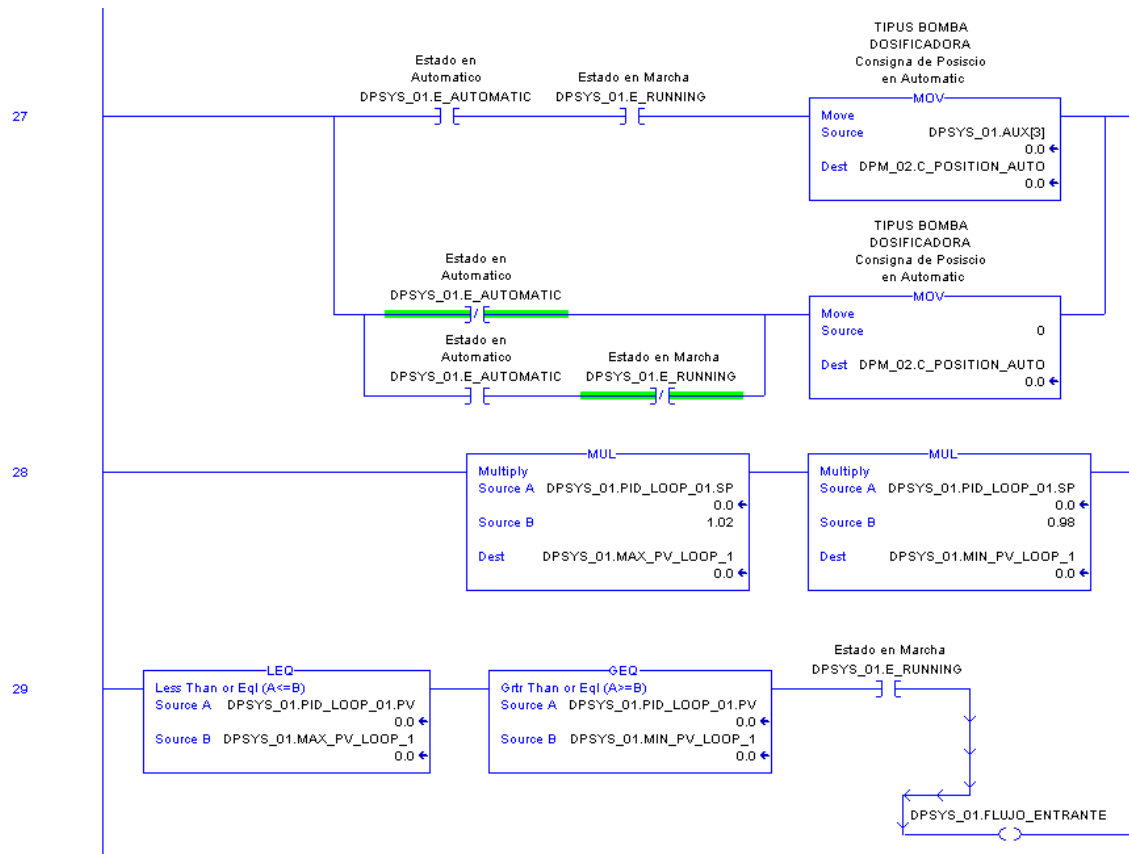 27
Estado en
Automatico
DPSYS_01.E_AUTOMATIC
Estado en Marcha
DPSYS_01.E_RUNNING
TIPUS BOMBA
DOSIFICADORA
Consigna de Posiscio
en Automatic
MOV
Move
Source DPSYS_01.AUX[3]
0.0
Dest DPM_02.C_POSITION_AUTO
0.0
Estado en
Automatico
DPSYS_01.E_AUTOMATIC
TIPUS BOMBA
DOSIFICADORA
Consigna de Posiscio
en Automatic
MOV
Move
Source 0
Dest DPM_02.C_POSITION_AUTO
0.0
Estado en
Automatico
DPSYS_01.E_AUTOMATIC
Estado en Marcha
DPSYS_01.E_RUNNING
28
MUL
Multiply
Source A DPSYS_01.PID_LOOP_01.SP
0.0
Source B 1.02
Dest DPSYS_01.MAX_PV_LOOP_1
0.0
MUL
Multiply
Source A DPSYS_01.PID_LOOP_01.SP
0.0
Source B 0.98
Dest DPSYS_01.MIN_PV_LOOP_1
0.0
29
LEQ
Less Than or Eql (A<=B)
Source A DPSYS_01.PID_LOOP_01.PV
0.0
Source B DPSYS_01.MAX_PV_LOOP_1
0.0
GEQ
Grtr Than or Eql (A>=B)
Source A DPSYS_01.PID_LOOP_01.PV
0.0
Source B DPSYS_01.MIN_PV_LOOP_1
0.0
Estado en Marcha
DPSYS_01.E_RUNNING
DPSYS_01.FLUJO_ENTRANTE